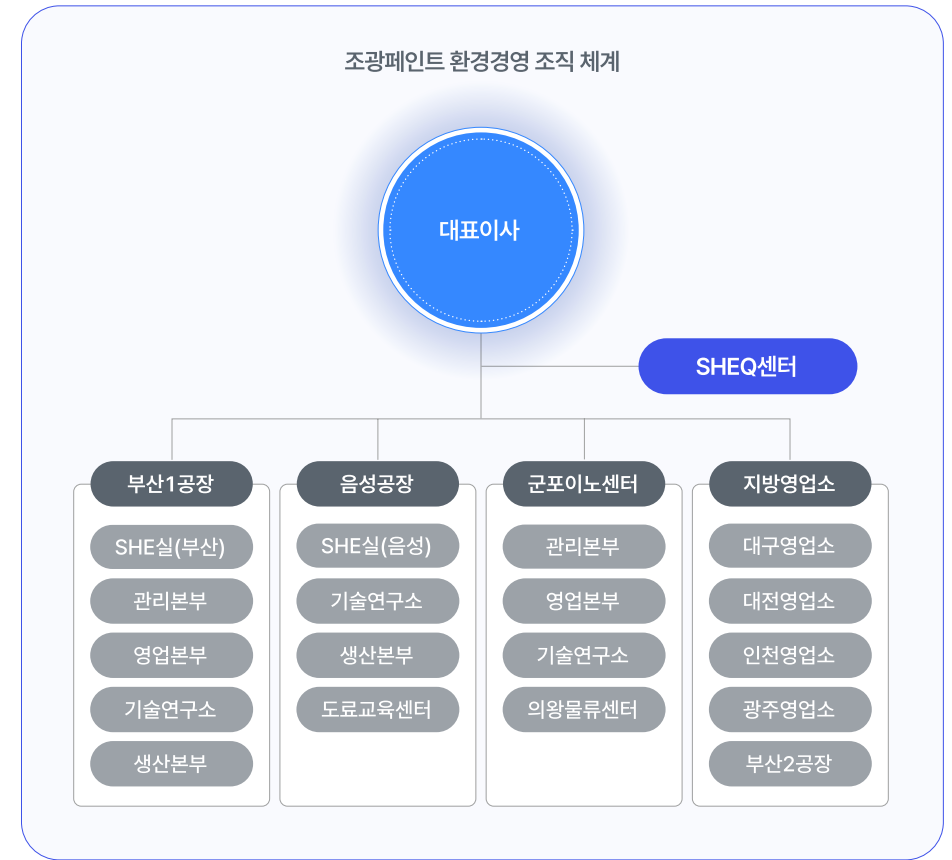 조광페인트 환경경영 조직 체계
대표이사
SHEQ센터
부산1공장
SHE실(부산)
관리본부
영업본부
기술연구소
생산본부
음성공장
SHE실(음성)
기술연구소
생산본부
도료교육센터
군포이노센터
관리본부
영업본부
기술연구소
의왕물류센터
지방영업소
대구영업소
대전영업소
인천영업소
광주영업소
부산2공장